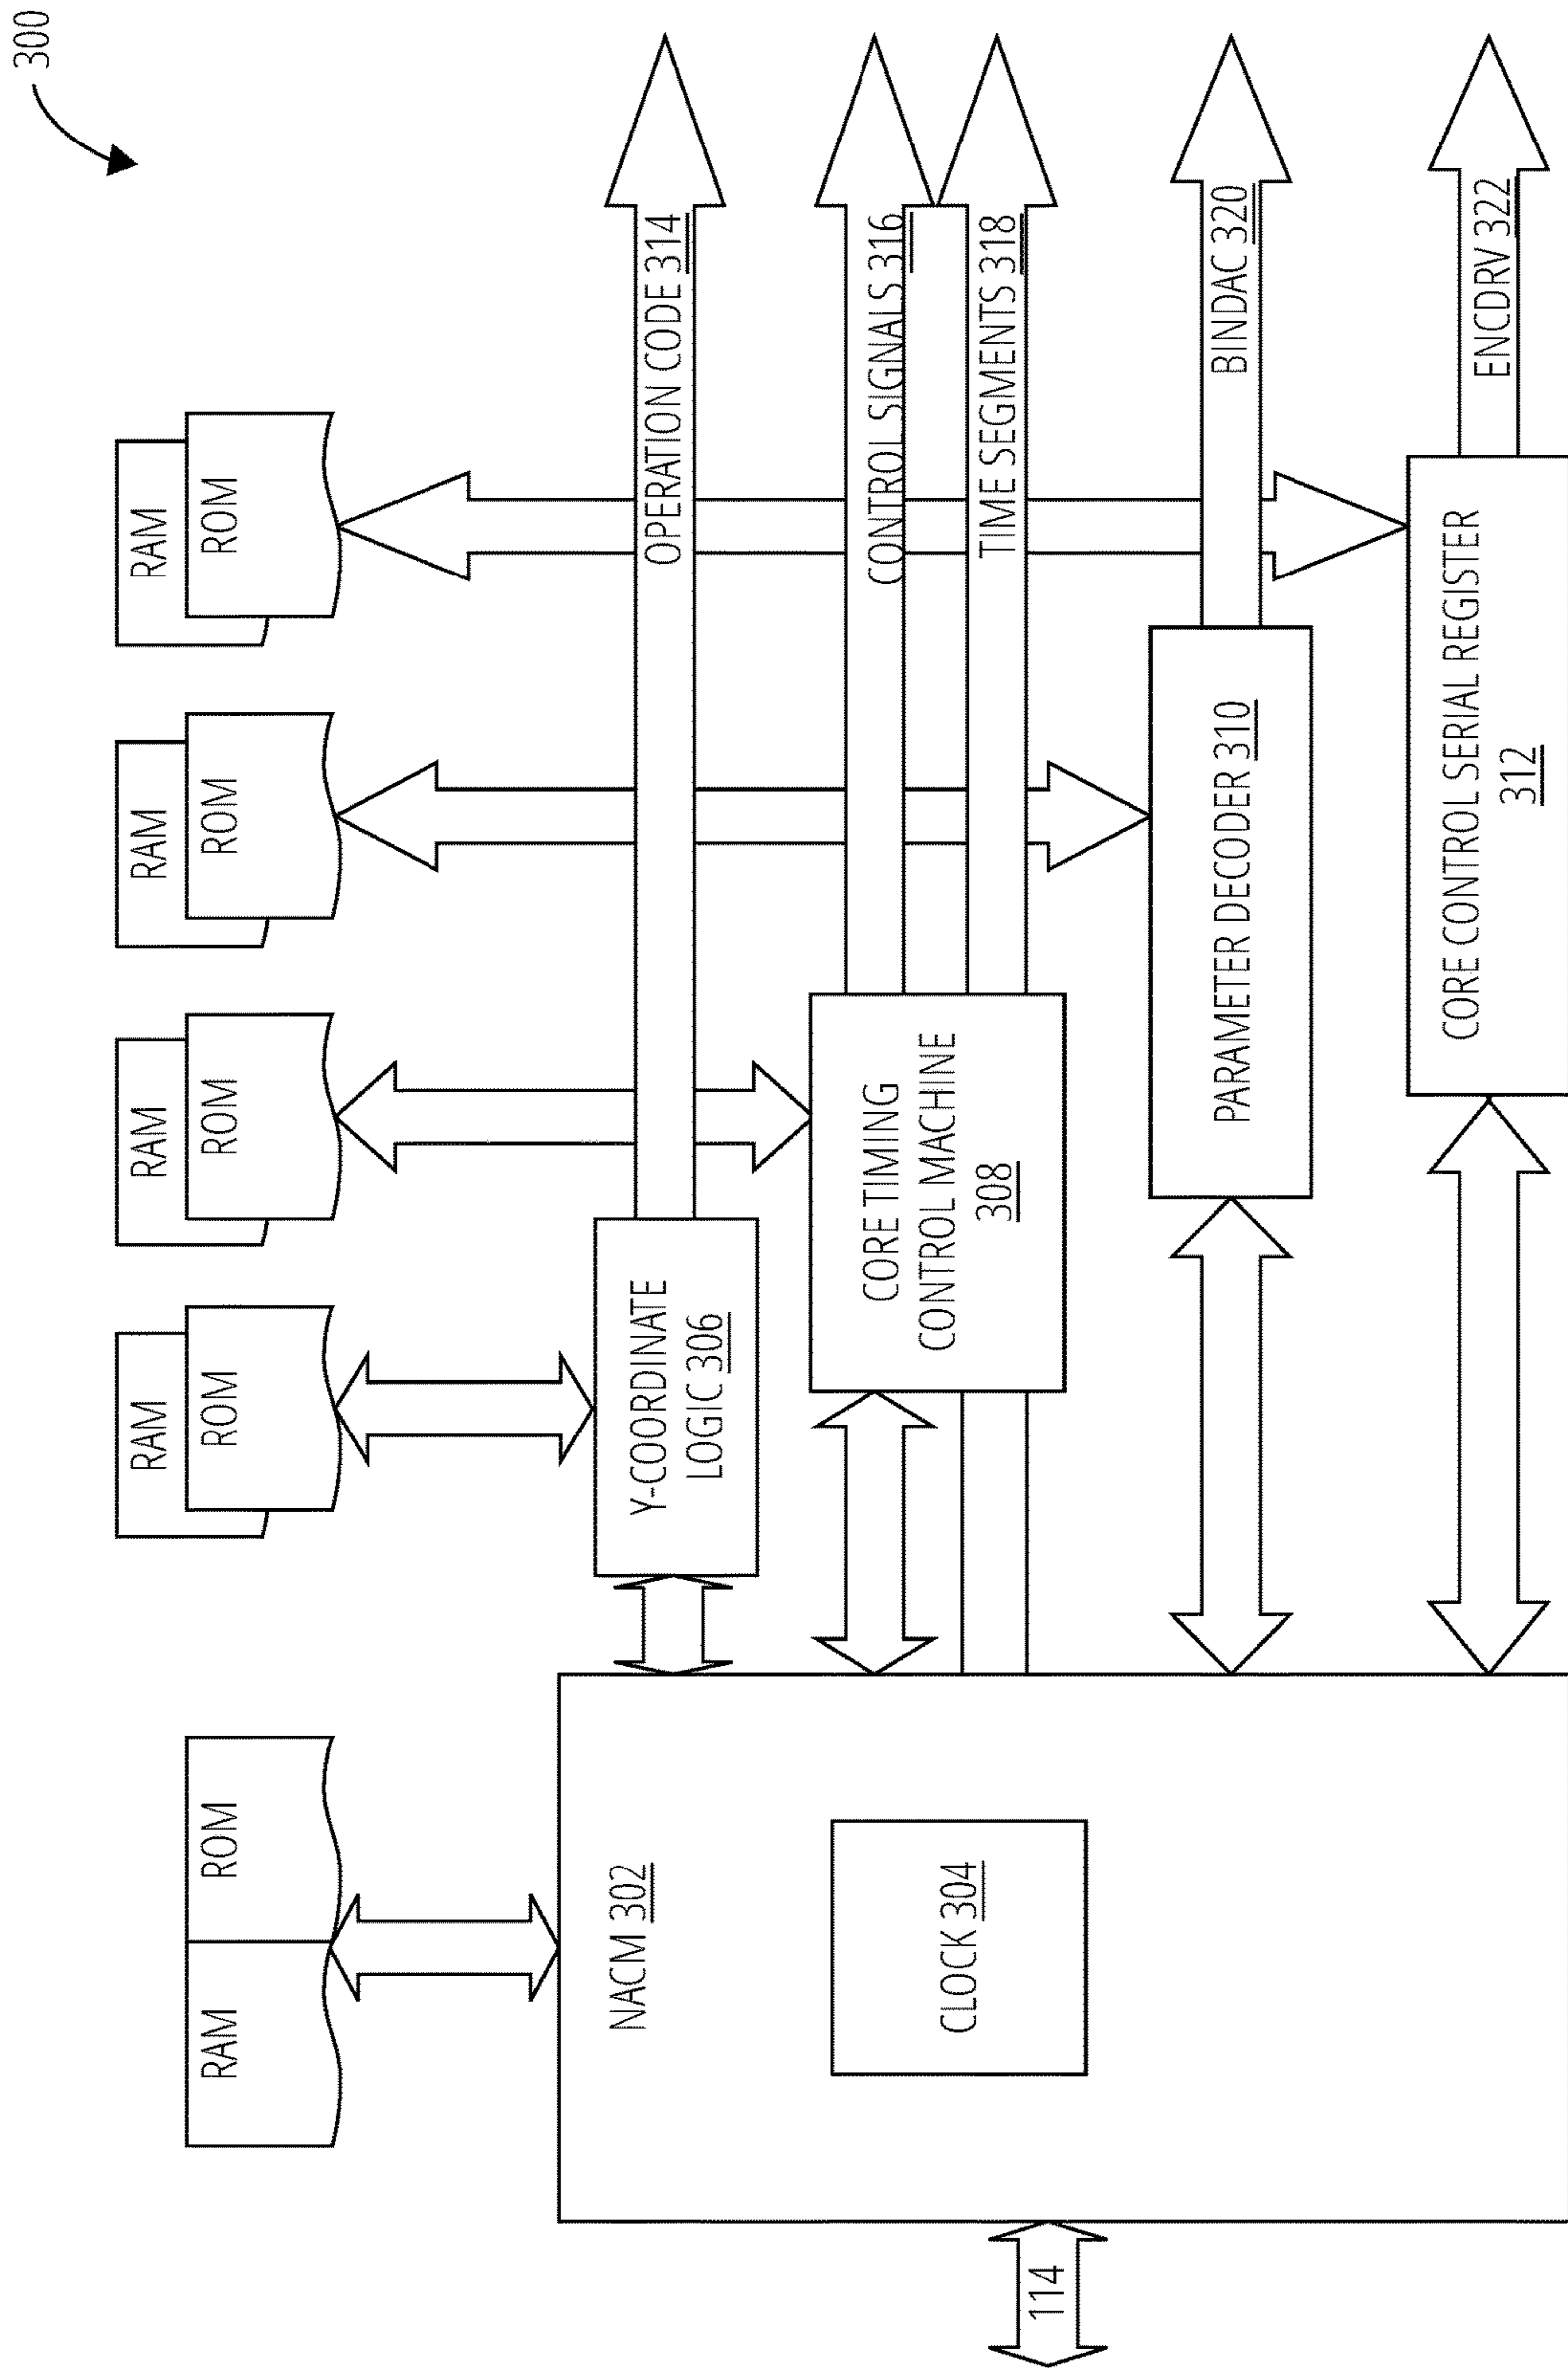 300
RAM
ROM
RAM
ROM
RAM
ROM
RAM
ROM
RAM
ROM
NACM 302
CLOCK 304
114
Y-COORDINATE
LOGIC 306
CORE TIMING
CONTROL MACHINE
308
PARAMETER DECODER 310
CORE CONTROL SERIAL REGISTER
312
OPERATION CODE 314
CONTROL SIGNALS 316
TIME SEGMENTS 318
BINDAC 320
ENCDRV 322